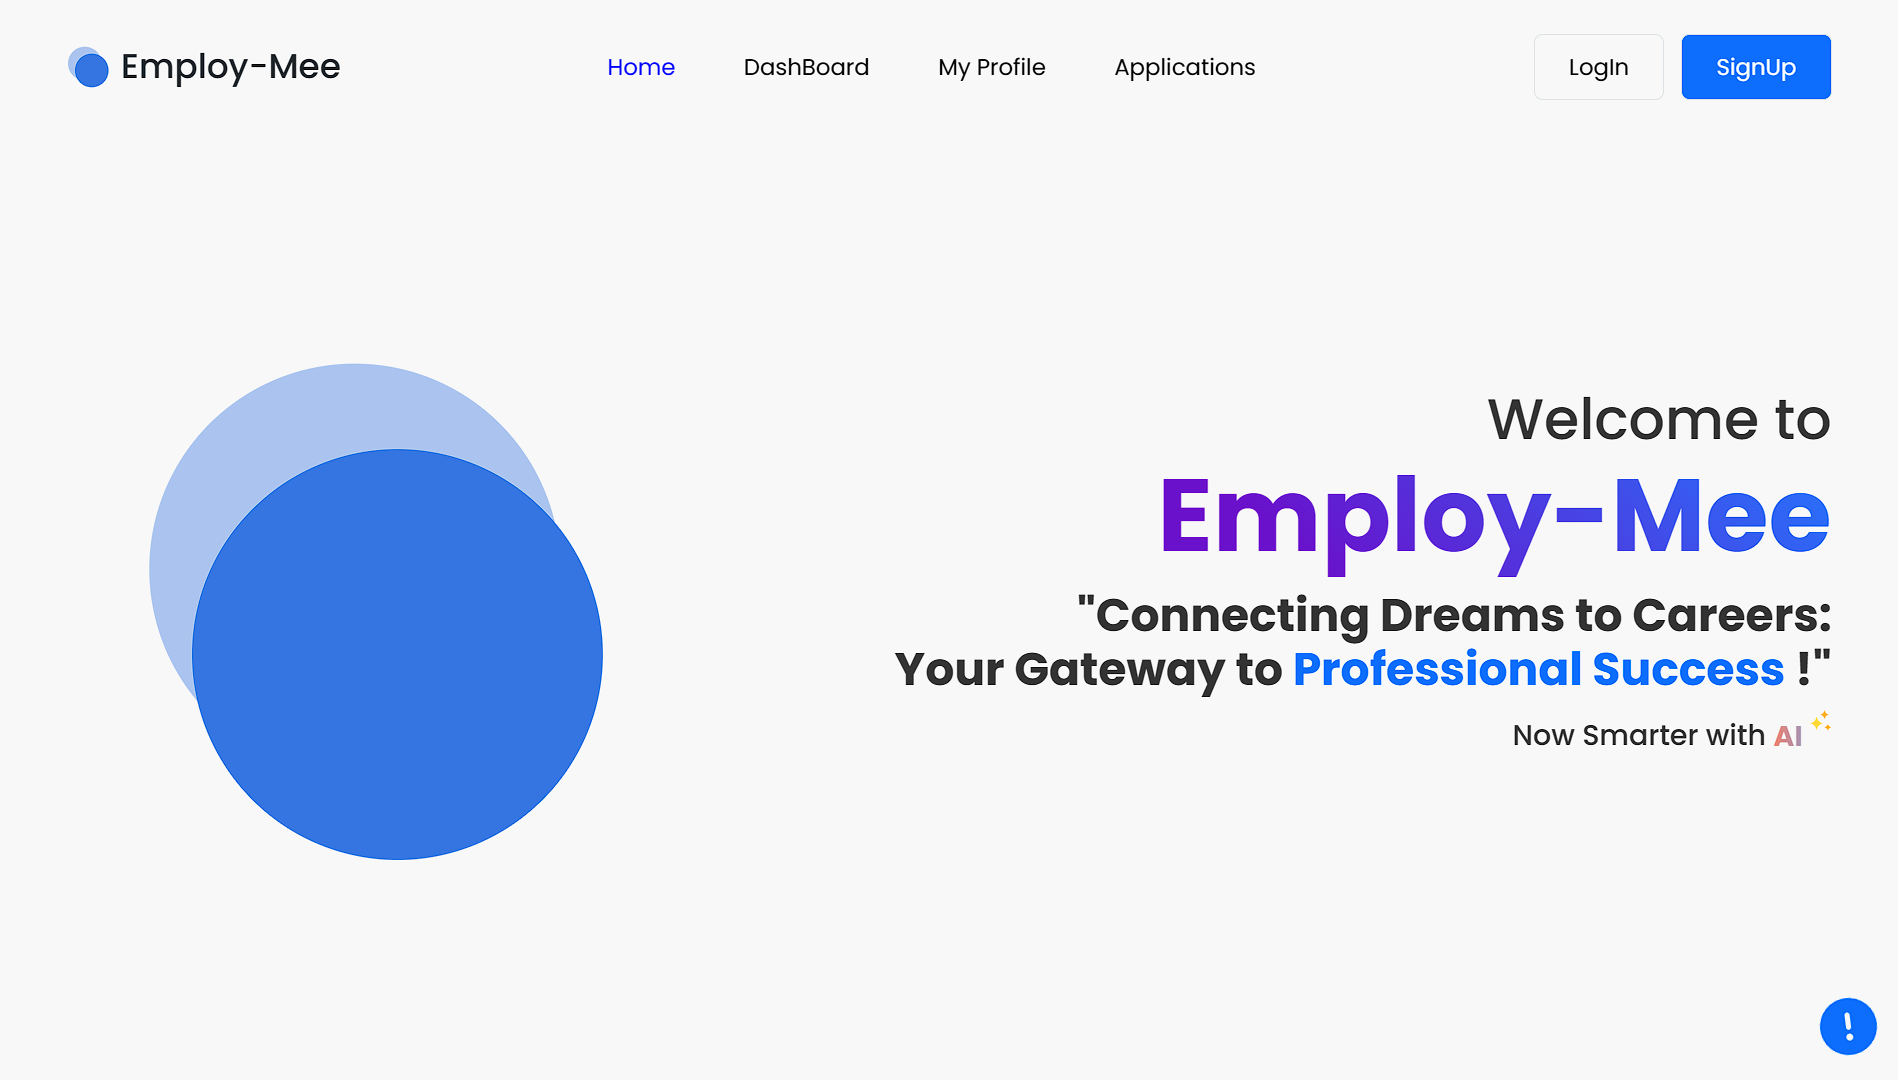 Employ-Mee
Home DashBoard My Profile Applications
LogIn SignUp
Welcome to
Employ-Mee
"Connecting Dreams to Careers:
Your Gateway to Professional Success !"
Now Smarter with AI
!